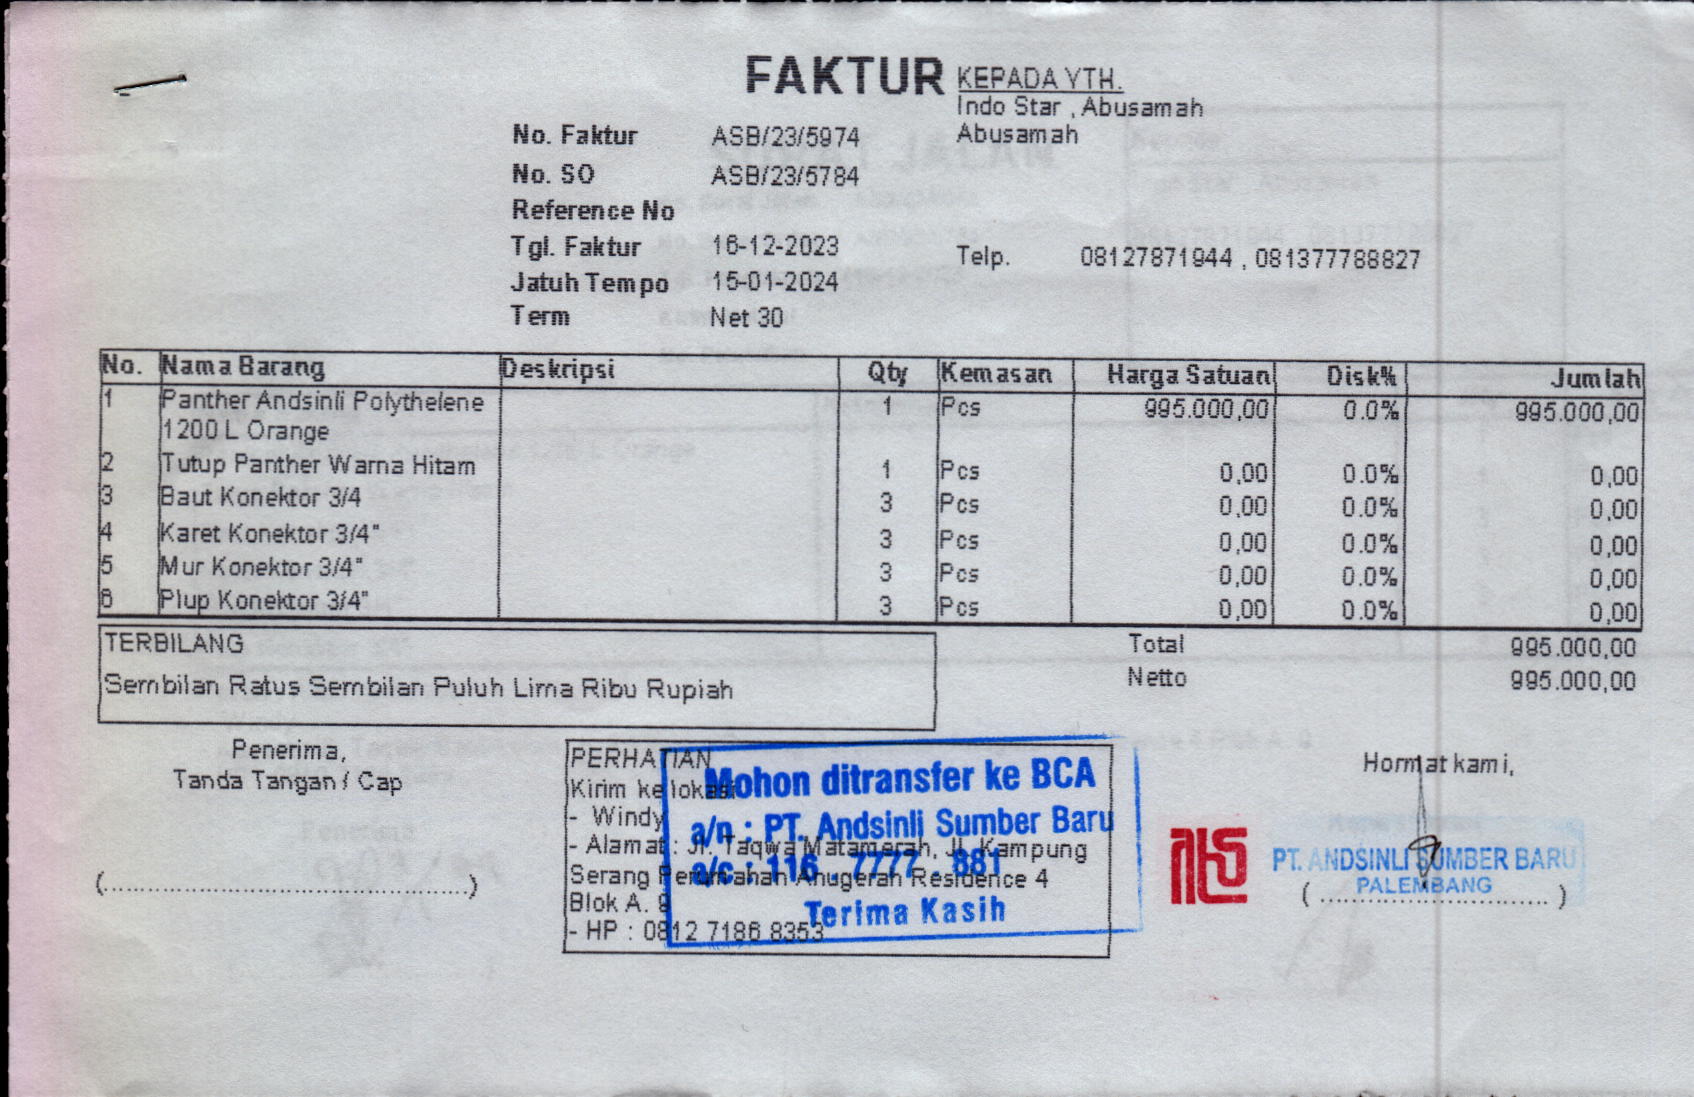 FAKTUR
KEPADA YTH.
Indo Star , Abusamah
Abusamah
No. Faktur ASB/23/5974
No. SO ASB/23/5784
Reference No
Tgl. Faktur 16-12-2023
Telp. 08127871944 , 081377788827
Jatuh Tempo 15-01-2024
Term Net 30
No. Nama Barang Deskripsi Qty Kemasan Harga Satuan Disk% Jumlah
1 Panther Andsinli Polythelene 1 Pcs 995.000,00 0.0% 995.000,00
1200 L Orange
2 Tutup Panther Warna Hitam 1 Pcs 0,00 0.0% 0,00
3 Baut Konektor 3/4 3 Pcs 0,00 0.0% 0,00
4 Karet Konektor 3/4" 3 Pcs 0,00 0.0% 0,00
5 Mur Konektor 3/4" 3 Pcs 0,00 0.0% 0,00
6 Plup Konektor 3/4" 3 Pcs 0,00 0.0% 0,00
TERBILANG
Sembilan Ratus Sembilan Puluh Lima Ribu Rupiah
Total 995.000,00
Netto 995.000,00
Penerima,
Tanda Tangan / Cap
(..........................................)
PERHATIAN
Kirim ke lokasi
- Windy
- Alamat : Jl. Taqwa Matamerah, Jl. Kampung
Serang Perumahan Anugerah Residence 4
Blok A. 9
- HP : 0812 7186 8353
Mohon ditransfer ke BCA
a/n : PT. Andsinli Sumber Baru
a/c : 116 . 7777 . 881
Terima Kasih
Hormat kami,
PT. ANDSINLI SUMBER BARU
PALEMBANG
(..............................)